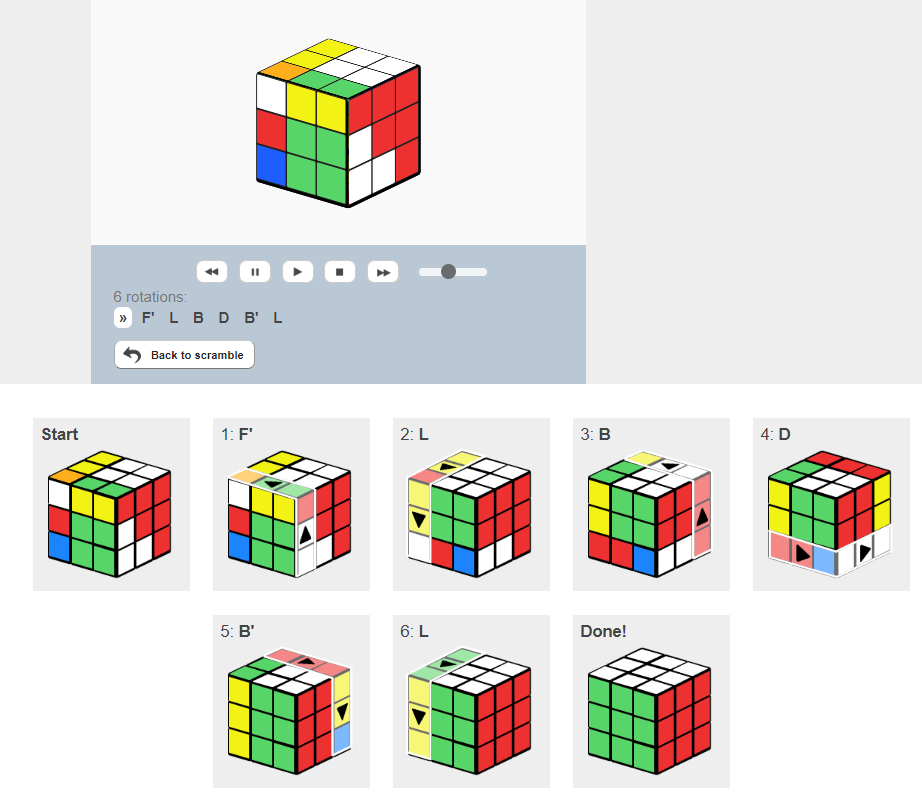 6 rotations:
» F' L B D B' L
Back to scramble
Start
1: F'
2: L
3: B
4: D
5: B'
6: L
Done!